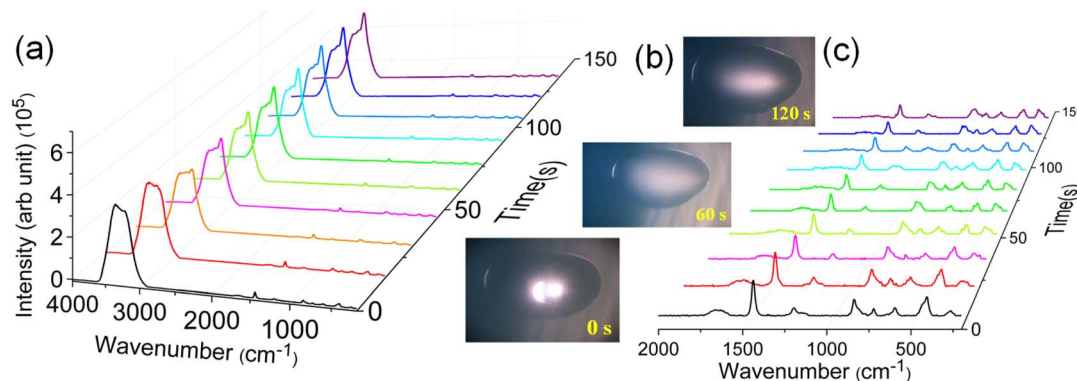 (a)
Intensity (arb unit) (10⁵)
6
4
2
0
4000
3000
2000
1000
Wavenumber (cm⁻¹)
0
50
100
150
Time(s)
(b)
120 s
60 s
0 s
(c)
2000
1500
1000
500
Wavenumber (cm⁻¹)
0
50
100
Time(s)